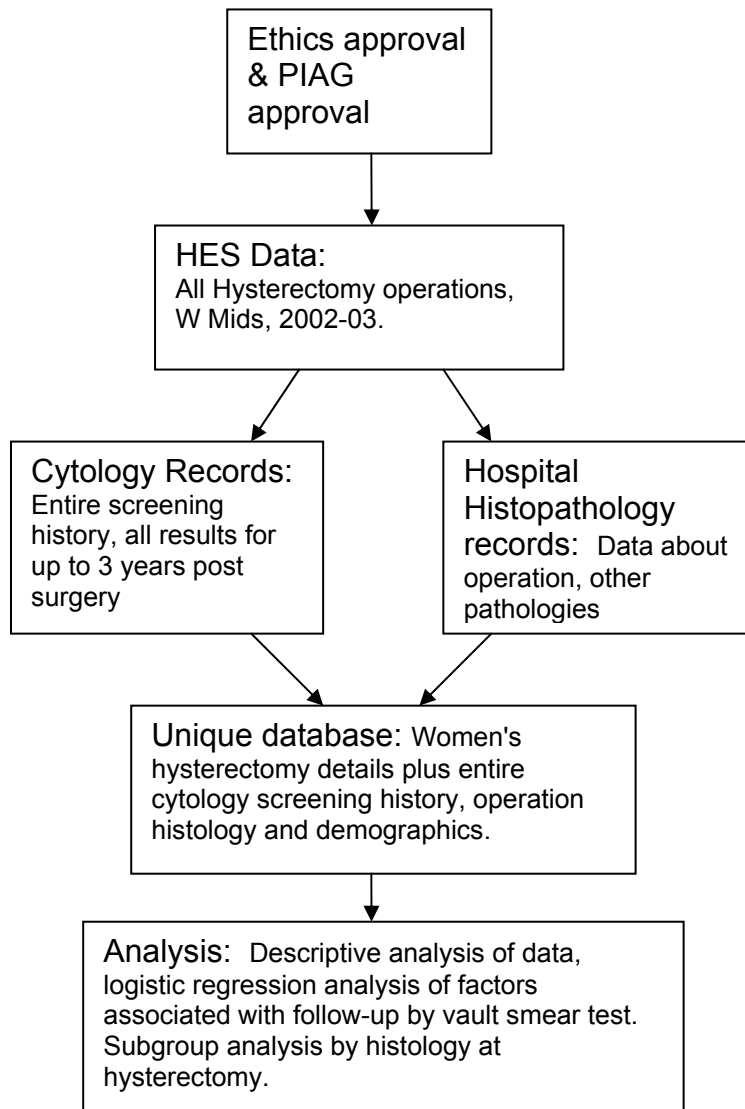 Ethics approval
& PIAG
approval
HES Data:
All Hysterectomy operations,
W Mids, 2002-03.
Cytology Records:
Entire screening
history, all results for
up to 3 years post
surgery
Hospital
Histopathology
records: Data about
operation, other
pathologies
Unique database: Women's
hysterectomy details plus entire
cytology screening history, operation
histology and demographics.
Analysis: Descriptive analysis of data,
logistic regression analysis of factors
associated with follow-up by vault smear test.
Subgroup analysis by histology at
hysterectomy.